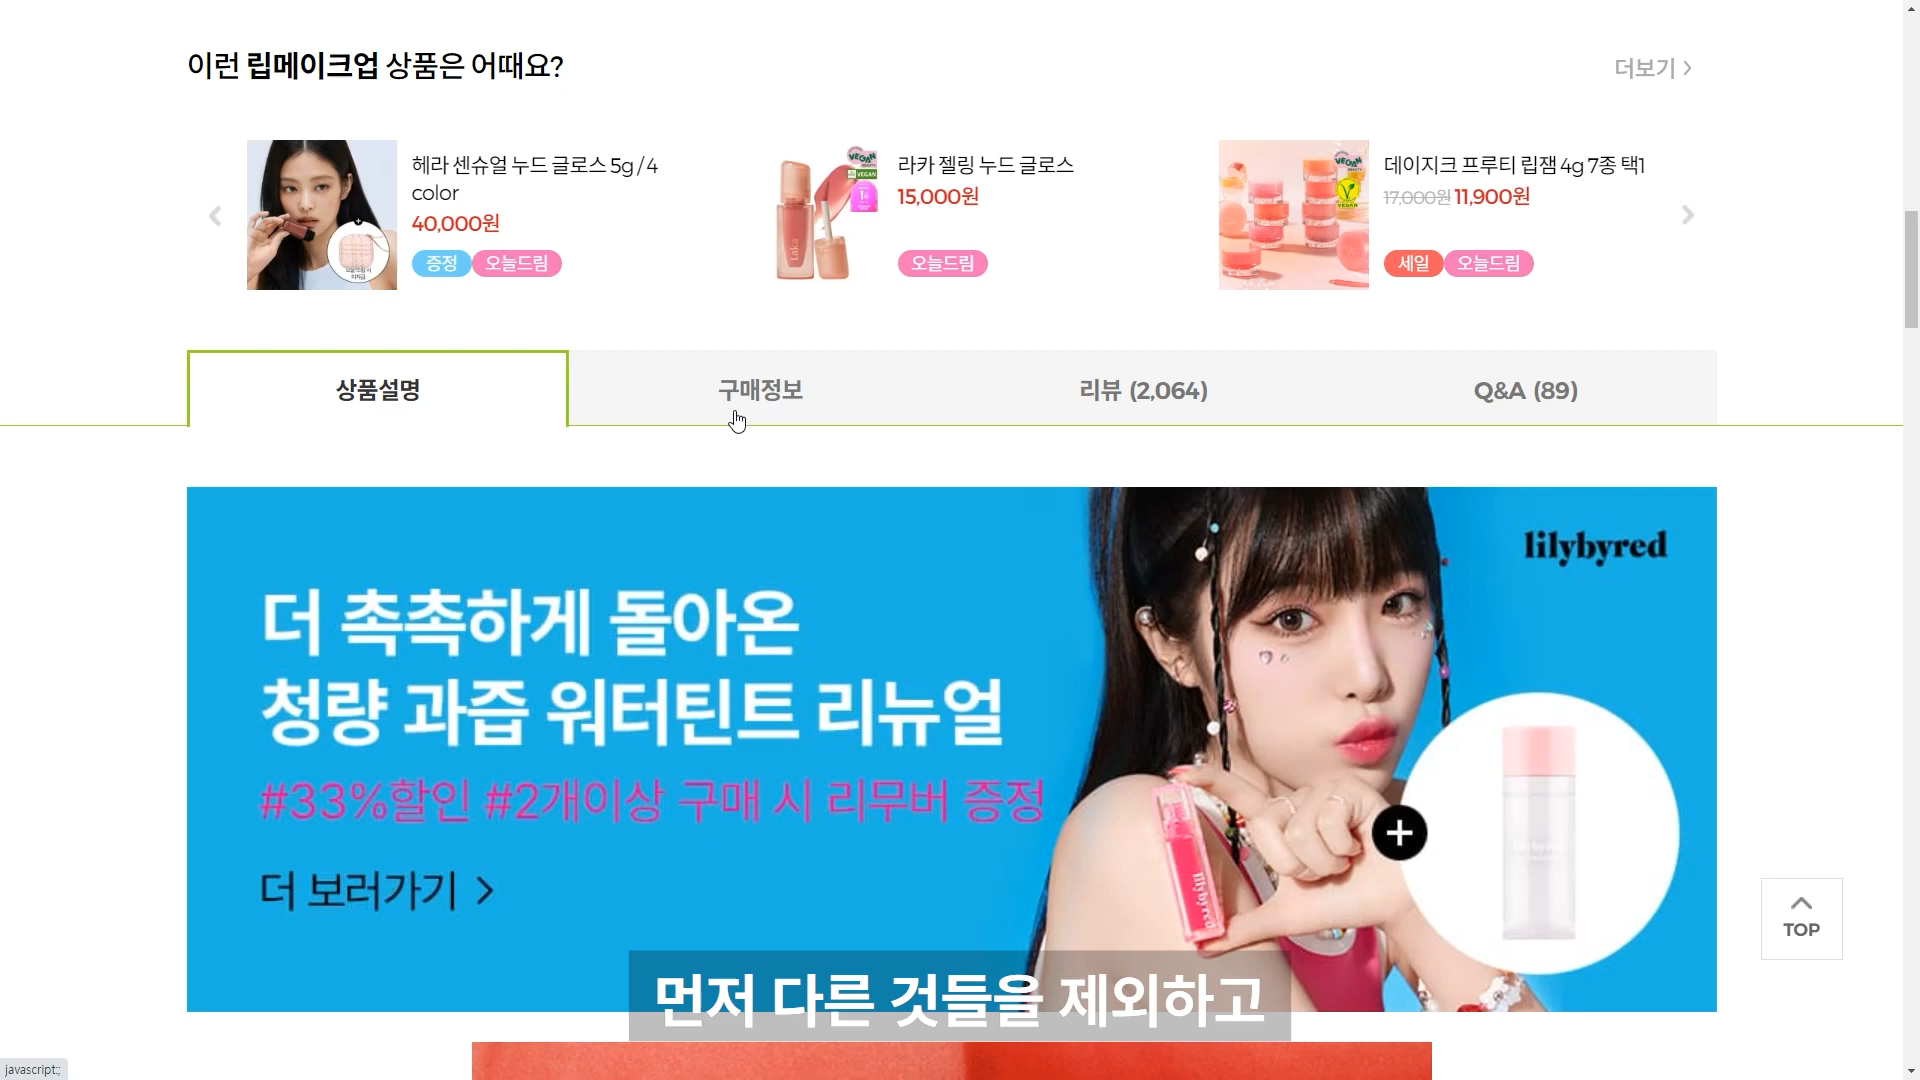 이런 립메이크업 상품은 어때요?
더보기
헤라 센슈얼 누드 글로스 5g / 4
color
40,000원
증정 오늘드림
VEGAN
VEGAN
Laka
라카 젤링 누드 글로스
15,000원
오늘드림
VEGAN
VEGAN
데이지크 프루티 립잼 4g 7종 택1
17,000원 11,900원
세일 오늘드림
상품설명
구매정보
리뷰 (2,064)
Q&A (89)
lilybyred
더 촉촉하게 돌아온
청량 과즙 워터틴트 리뉴얼
#33%할인 #2개이상 구매 시 리무버 증정
더 보러가기
lilybyred
TOP
먼저 다른 것들을 제외하고
javascript:;